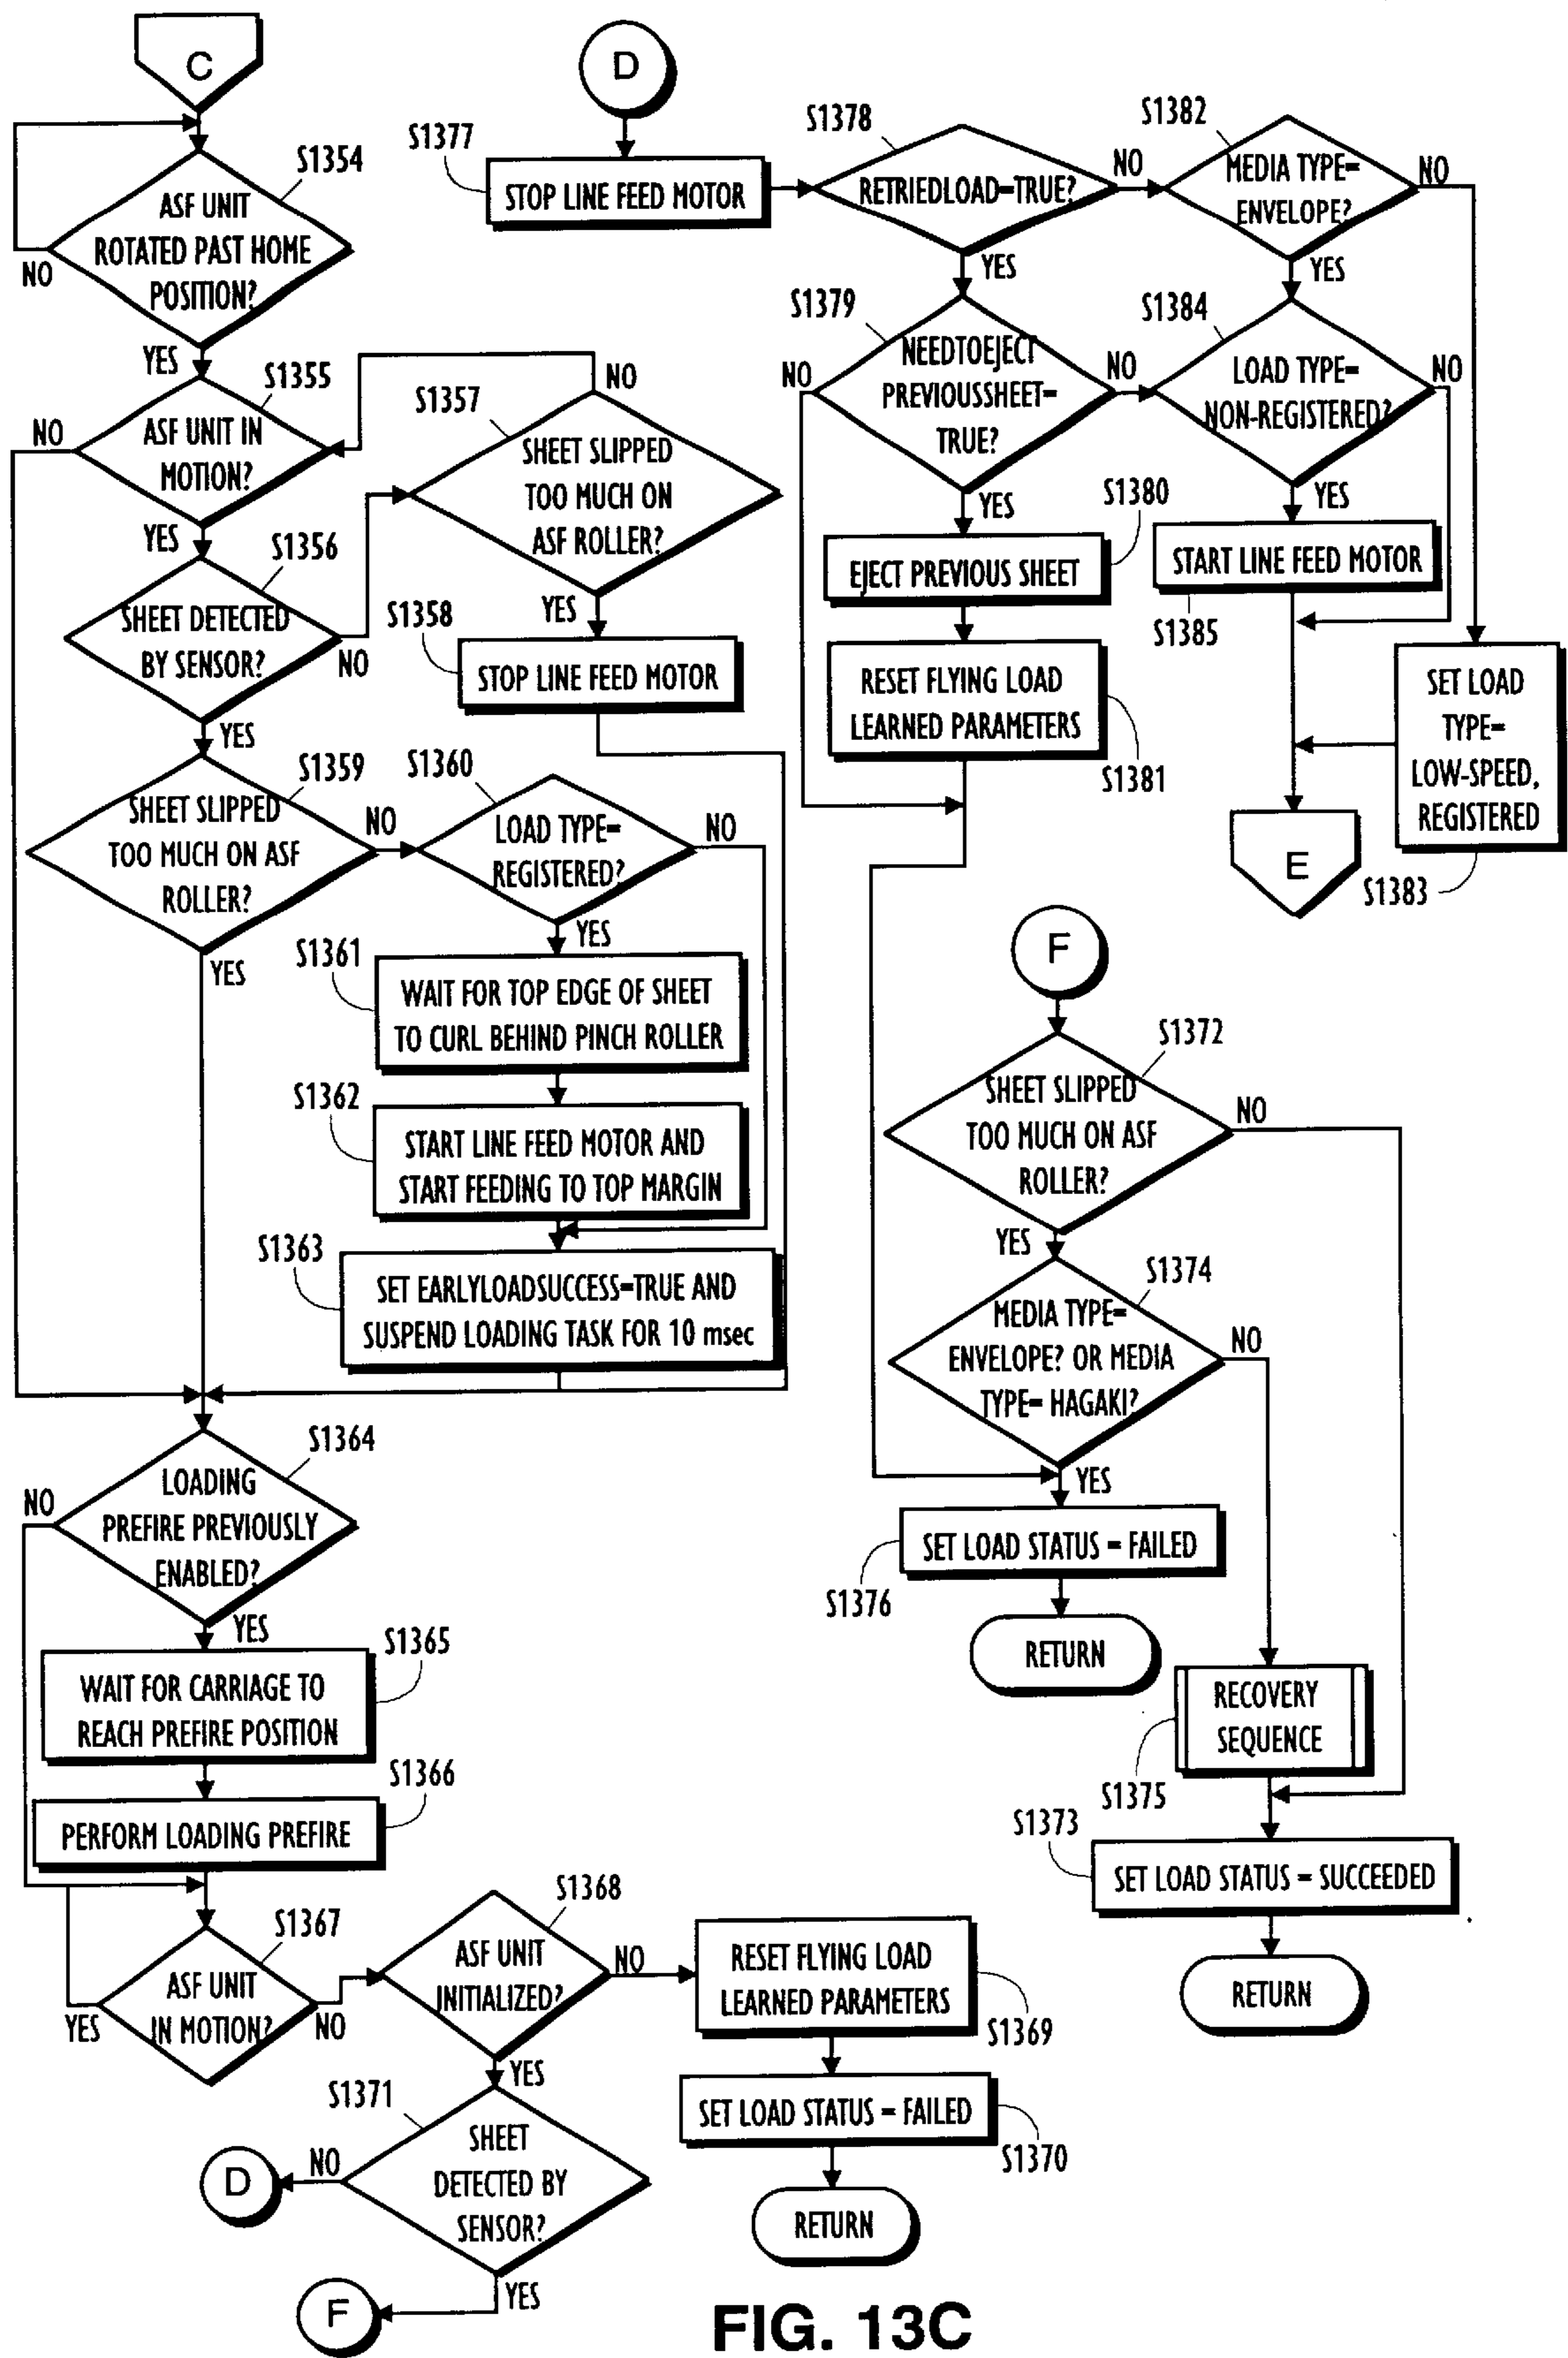 C
S1354
ASF UNIT
ROTATED PAST HOME
POSITION?
NO
YES
S1355
ASF UNIT IN
MOTION?
NO
YES
S1356
SHEET DETECTED
BY SENSOR?
NO
YES
S1357
SHEET SLIPPED
TOO MUCH ON
ASF ROLLER?
NO
YES
S1358
STOP LINE FEED MOTOR
S1359
SHEET SLIPPED
TOO MUCH ON ASF
ROLLER?
NO
YES
S1360
LOAD TYPE=
REGISTERED?
NO
YES
S1361
WAIT FOR TOP EDGE OF SHEET
TO CURL BEHIND PINCH ROLLER
S1362
START LINE FEED MOTOR AND
START FEEDING TO TOP MARGIN
S1363
SET EARLYLOADSUCCESS=TRUE AND
SUSPEND LOADING TASK FOR 10 msec
S1364
LOADING
PREFIRE PREVIOUSLY
ENABLED?
NO
YES
S1365
WAIT FOR CARRIAGE TO
REACH PREFIRE POSITION
S1366
PERFORM LOADING PREFIRE
S1367
ASF UNIT
IN MOTION?
YES
NO
S1368
ASF UNIT
INITIALIZED?
NO
YES
RESET FLYING LOAD
LEARNED PARAMETERS
S1369
SET LOAD STATUS = FAILED
S1370
RETURN
S1371
SHEET
DETECTED BY
SENSOR?
NO
D
YES
F
D
S1377
STOP LINE FEED MOTOR
S1378
RETRIEDLOAD=TRUE?
NO
YES
S1379
NEEDTOEJECT
PREVIOUSSHEET=
TRUE?
NO
NO
YES
S1380
EJECT PREVIOUS SHEET
RESET FLYING LOAD
LEARNED PARAMETERS
S1381
S1382
MEDIA TYPE=
ENVELOPE?
NO
YES
S1384
LOAD TYPE=
NON-REGISTERED?
NO
YES
START LINE FEED MOTOR
S1385
SET LOAD
TYPE=
LOW-SPEED,
REGISTERED
S1383
E
F
S1372
SHEET SLIPPED
TOO MUCH ON ASF
ROLLER?
NO
YES
S1374
MEDIA TYPE=
ENVELOPE? OR MEDIA
TYPE= HAGAKI?
NO
YES
SET LOAD STATUS = FAILED
S1376
RETURN
RECOVERY
SEQUENCE
S1375
S1373
SET LOAD STATUS = SUCCEEDED
RETURN
FIG. 13C